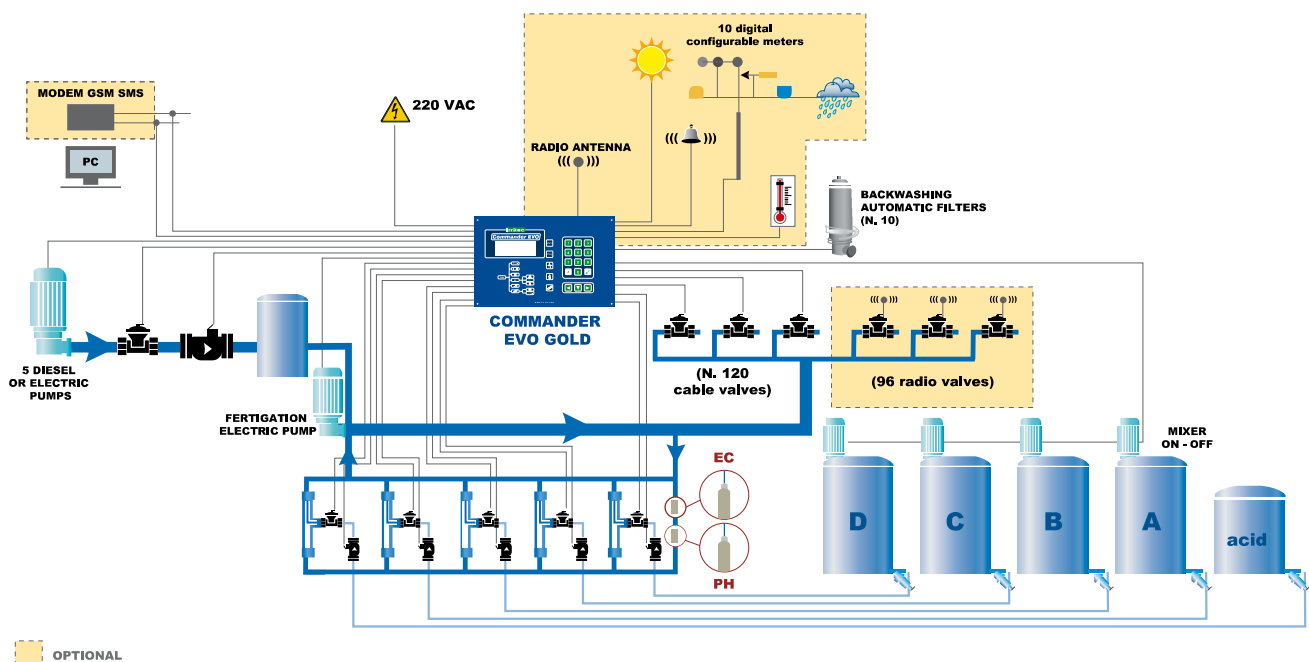 10 digital
configurable meters
MODEM GSM SMS
220 VAC
RADIO ANTENNA
((( )))
((( )))
PC
BACKWASHING
AUTOMATIC FILTERS
(N. 10)
irritec
Commander EVO
COMMANDER
EVO GOLD
((( )))
((( )))
((( )))
5 DIESEL
OR ELECTRIC
PUMPS
(N. 120
cable valves)
(96 radio valves)
FERTIGATION
ELECTRIC PUMP
MIXER
ON - OFF
EC
PH
D
C
B
A
acid
OPTIONAL